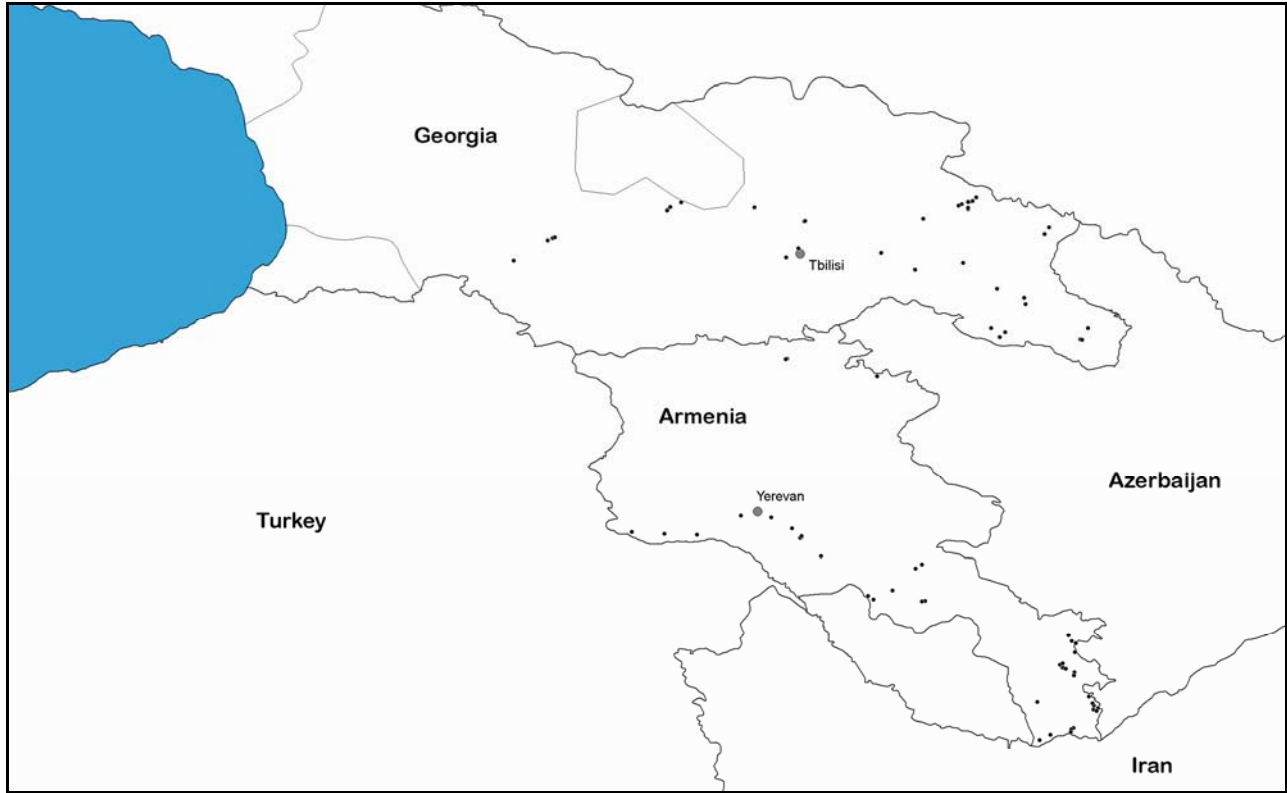 Georgia
Tbilisi
Armenia
Azerbaijan
Yerevan
Turkey
Iran